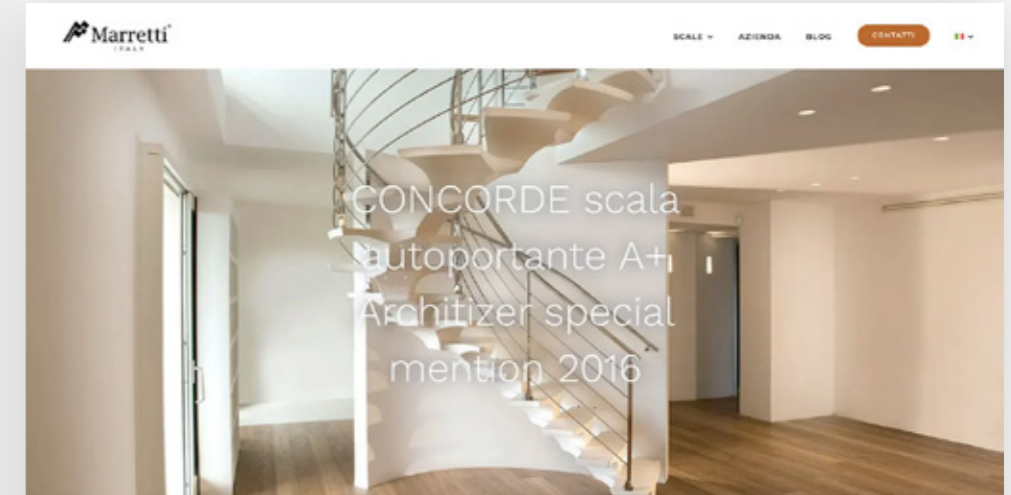 Marretti
ITALY
SCALE
AZIENDA
BLOG
CONTATTI
CONCORDE scala
autoportante A+
Architizer special
mention 2016